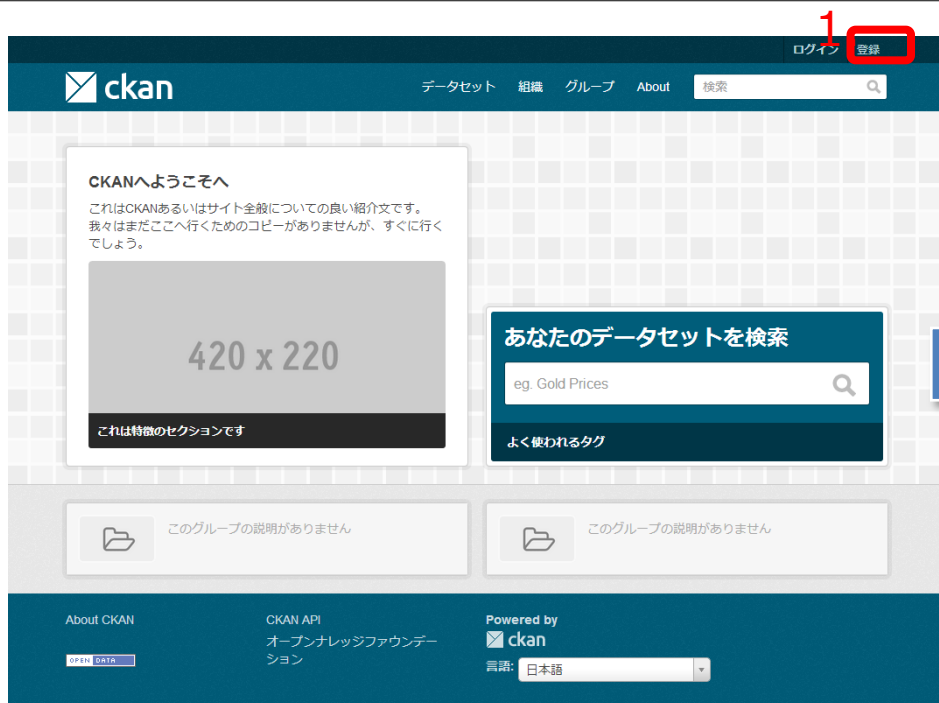 1
ログイン 登録
ckan
データセット 組織 グループ About 検索
CKANへようこそへ
これはCKANあるいはサイト全般についての良い紹介文です。
我々はまだここへ行くためのコピーがありませんが、すぐに行く
でしょう。
420 x 220
これは特徴のセクションです
あなたのデータセットを検索
eg. Gold Prices
よく使われるタグ
このグループの説明がありません
このグループの説明がありません
About CKAN
OPEN DATA
CKAN API
オープンナレッジファウンデー
ション
Powered by
ckan
言語: 日本語